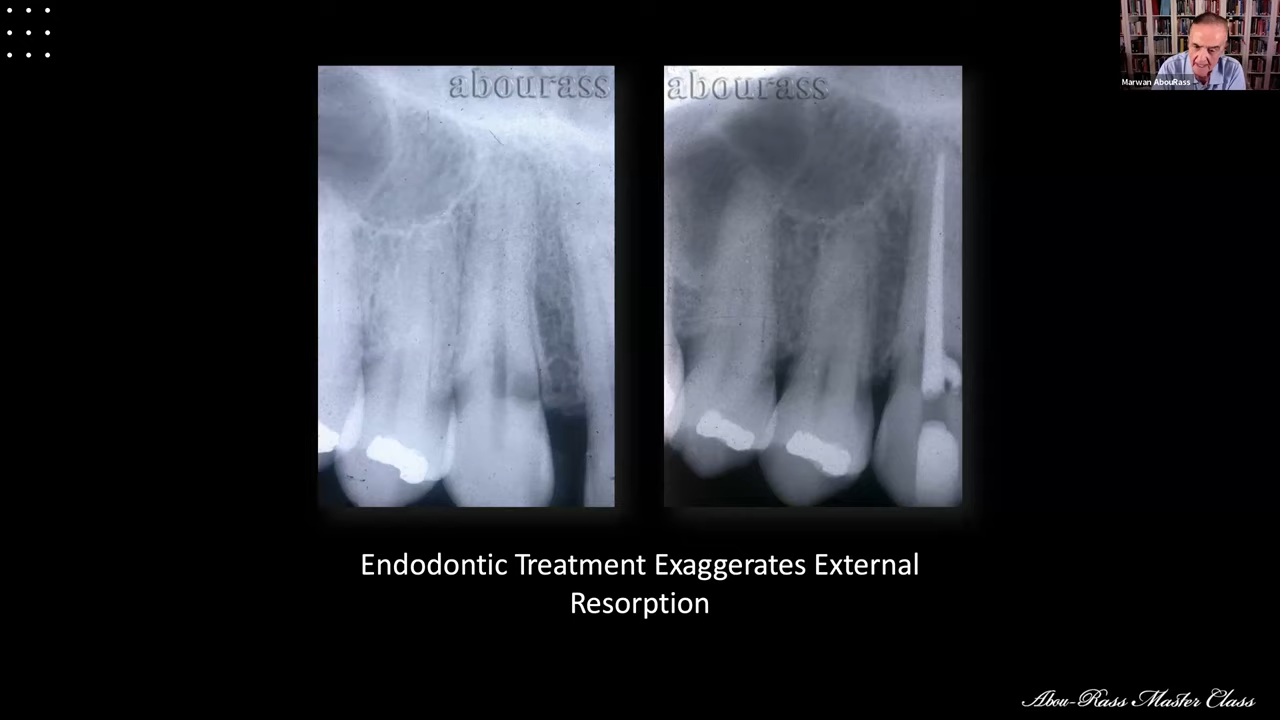 abourass
abourass
Marwan AbouRass
Endodontic Treatment Exaggerates External
Resorption
Abou-Rass Master Class